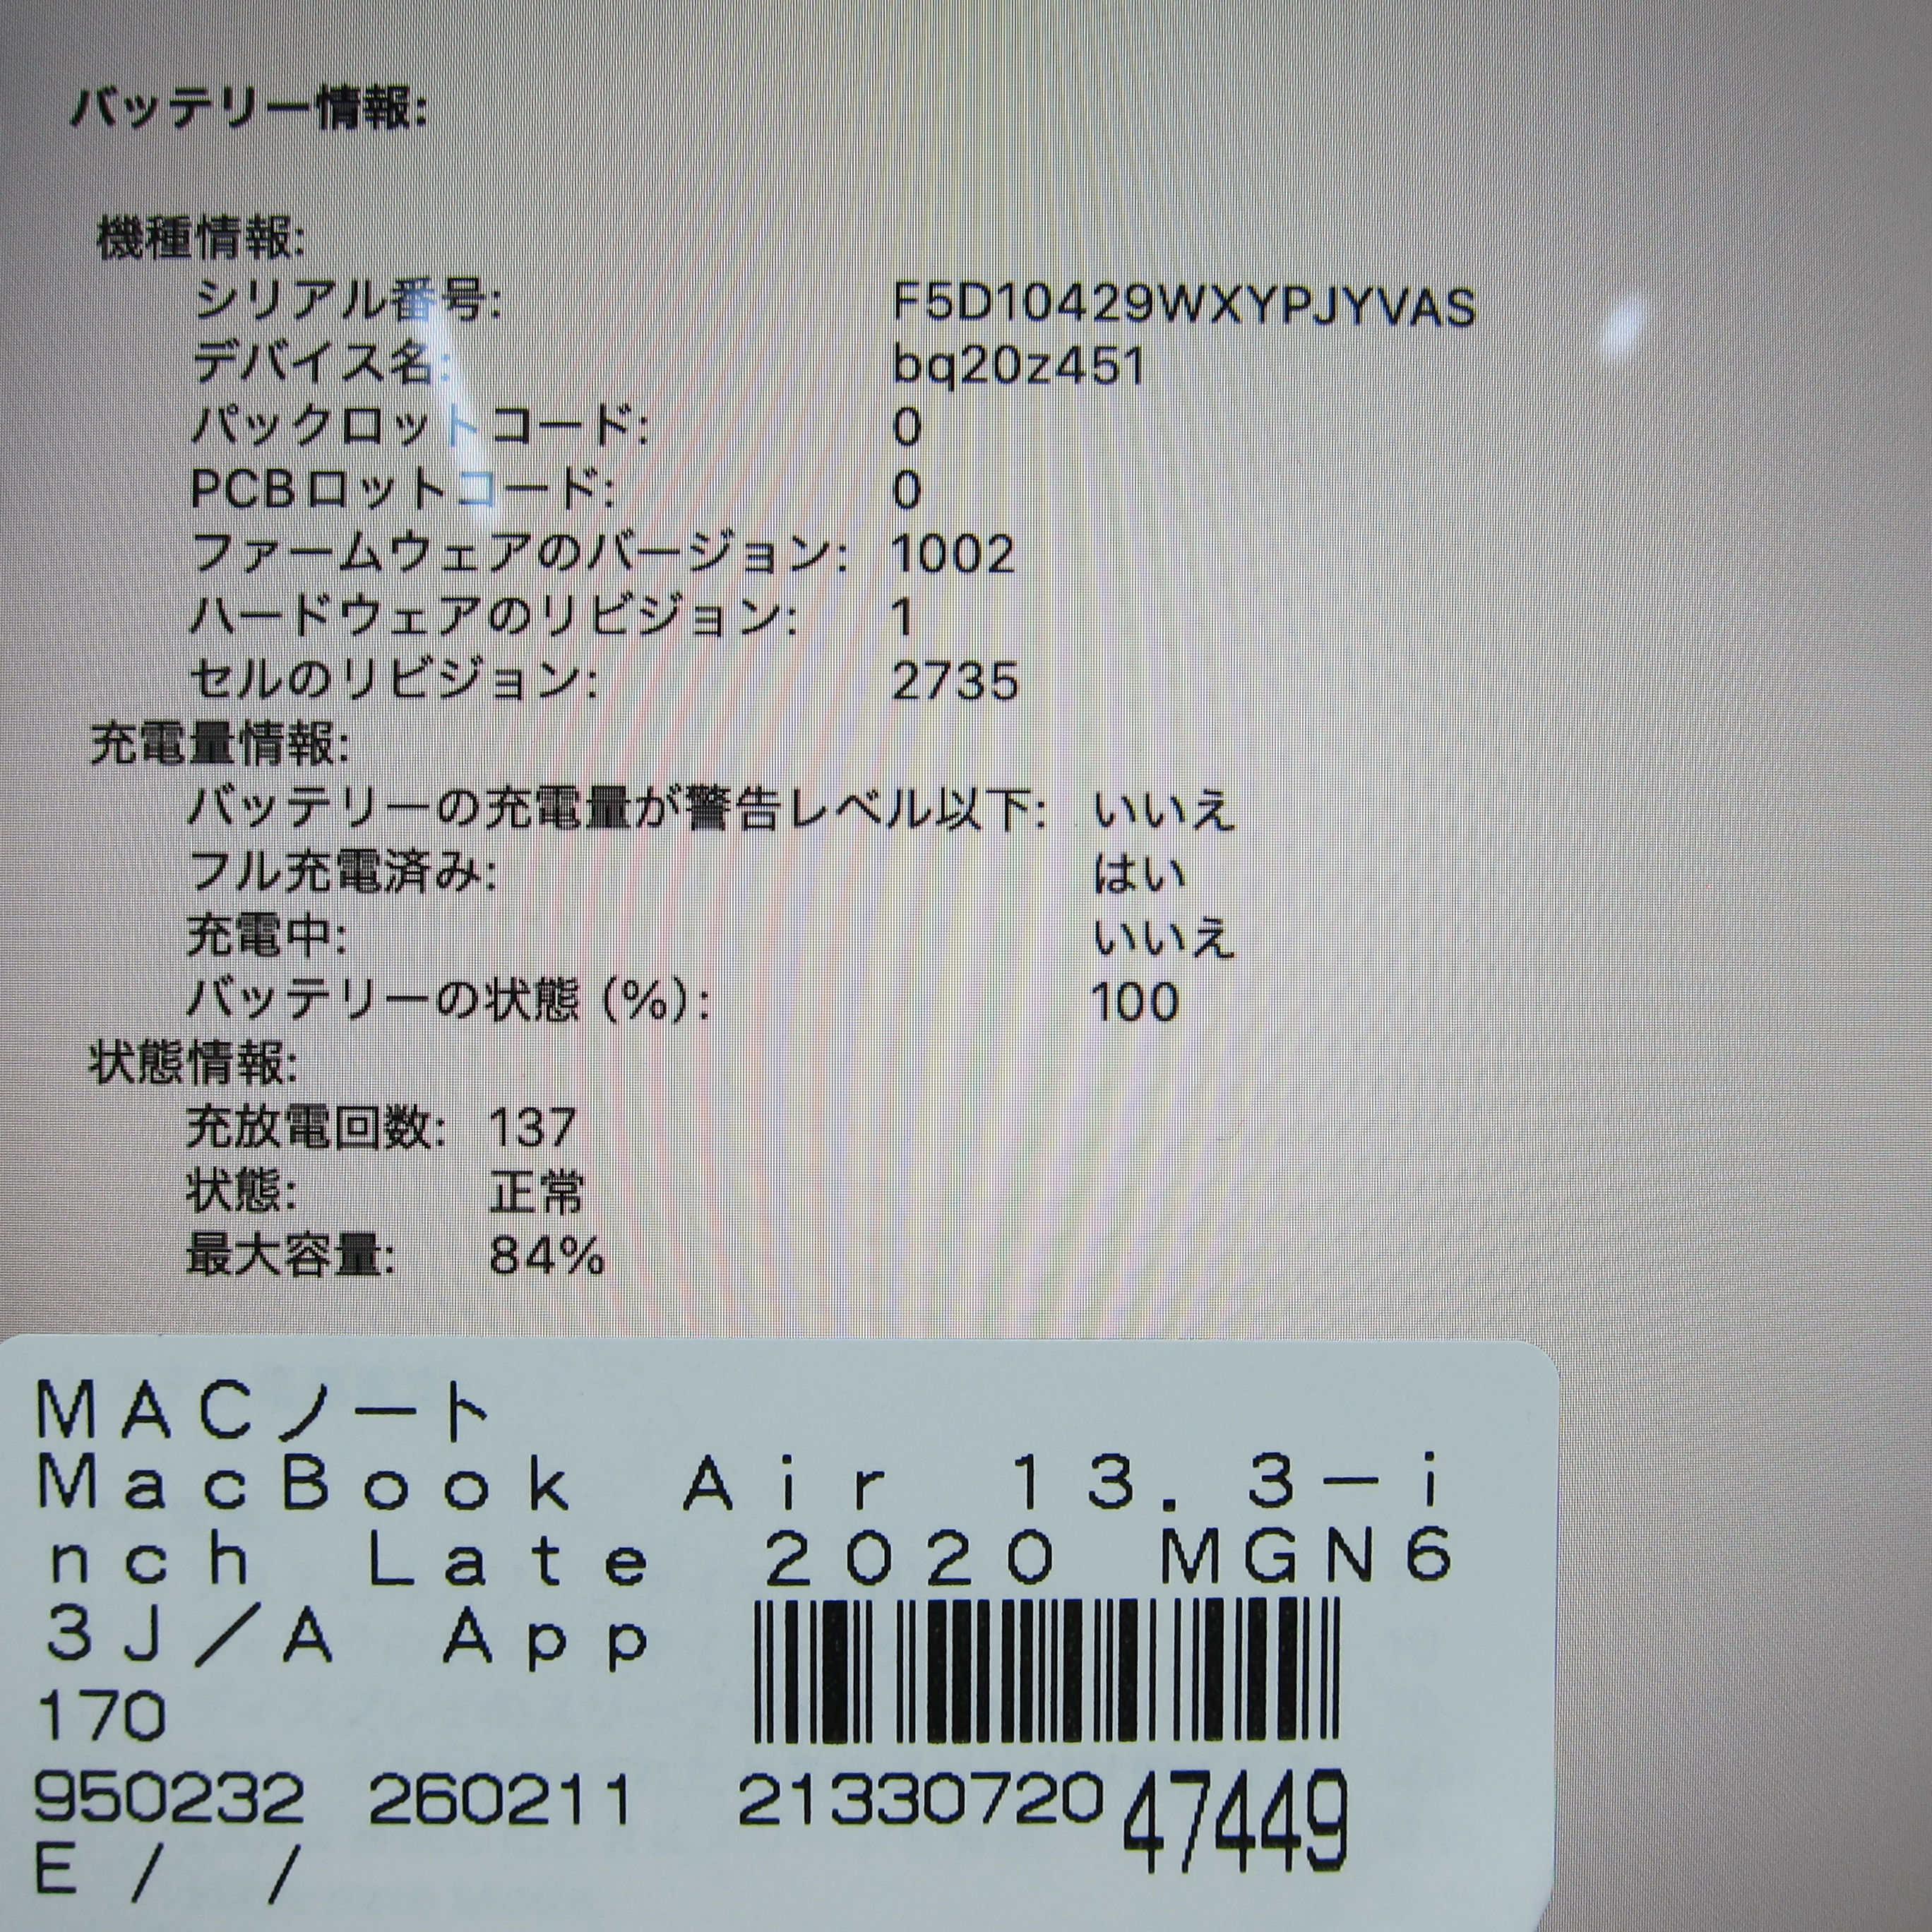 バッテリー情報:
機種情報:
シリアル番号: F5D10429WXYPJYVAS
デバイス名: bq20z451
パックロットコード: 0
PCBロットコード: 0
ファームウェアのバージョン: 1002
ハードウェアのリビジョン: 1
セルのリビジョン: 2735
充電量情報:
バッテリーの充電量が警告レベル以下: いいえ
フル充電済み: はい
充電中: いいえ
バッテリーの状態 (%): 100
状態情報:
充放電回数: 137
状態: 正常
最大容量: 84%
MACノート
MacBook Air 13.3-i
nch Late 2020 MGN6
3J/A App
170
950232 260211 2133072047449
E / /